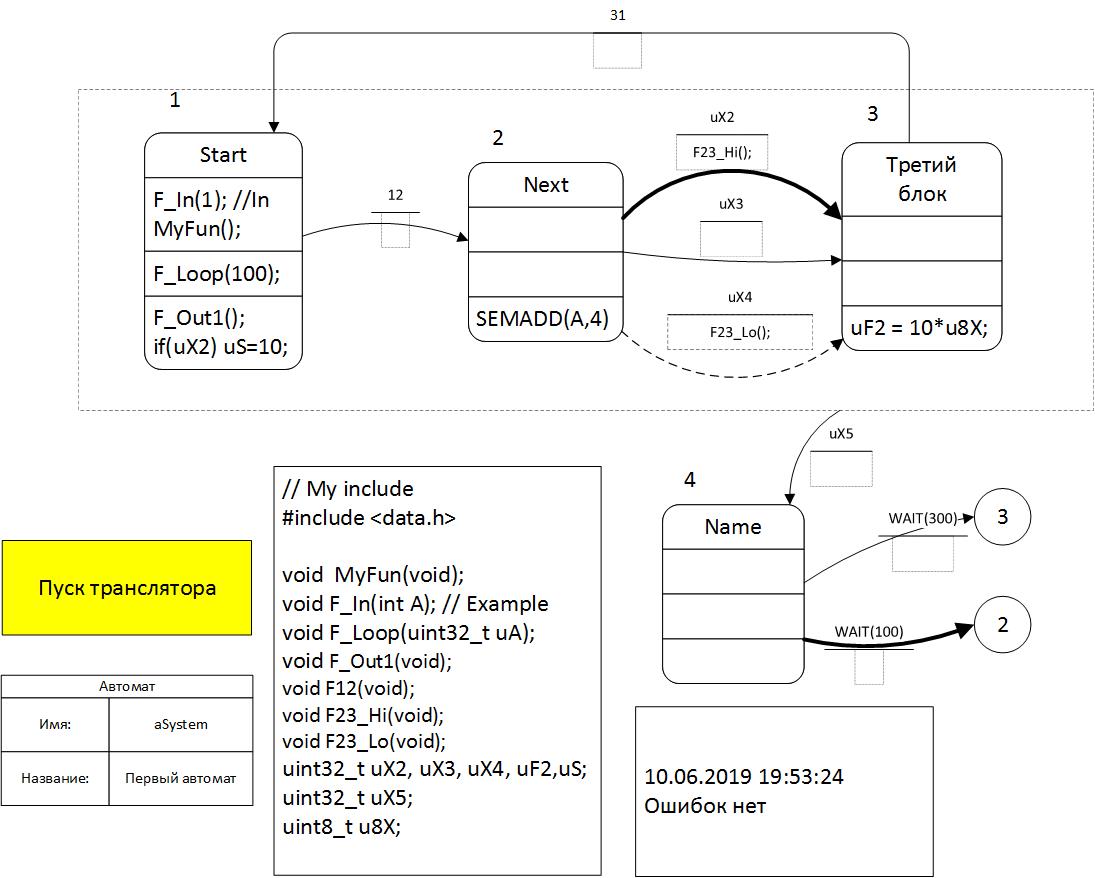 31
1
Start
F_In(1); //In
MyFun();
F_Loop(100);
F_Out1();
if(uX2) uS=10;
12
2
Next
SEMADD(A,4)
uX2
F23_Hi();
uX3
uX4
F23_Lo();
3
Третий
блок
uF2 = 10*u8X;
uX5
4
Name
WAIT(300)
3
WAIT(100)
2
// My include
#include <data.h>
void  MyFun(void);
void F_In(int A); // Example
void F_Loop(uint32_t uA);
void F_Out1(void);
void F12(void);
void F23_Hi(void);
void F23_Lo(void);
uint32_t uX2, uX3, uX4, uF2,uS;
uint32_t uX5;
uint8_t u8X;
Пуск транслятора
Автомат
Имя: aSystem
Название: Первый автомат
10.06.2019 19:53:24
Ошибок нет